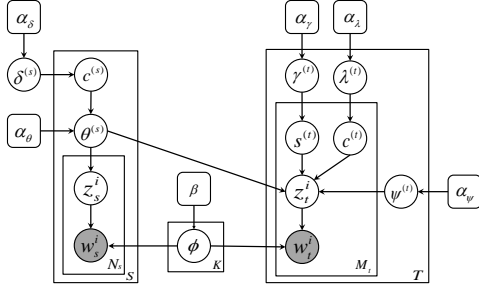 α_δ
α_γ
α_λ
δ^(s)
c^(s)
γ^(t)
λ^(t)
α_θ
θ^(s)
s^(t)
c^(t)
z_s^i
β
z_t^i
ψ^(t)
α_ψ
w_s^i
ϕ
w_t^i
N_s
S
K
M_t
T